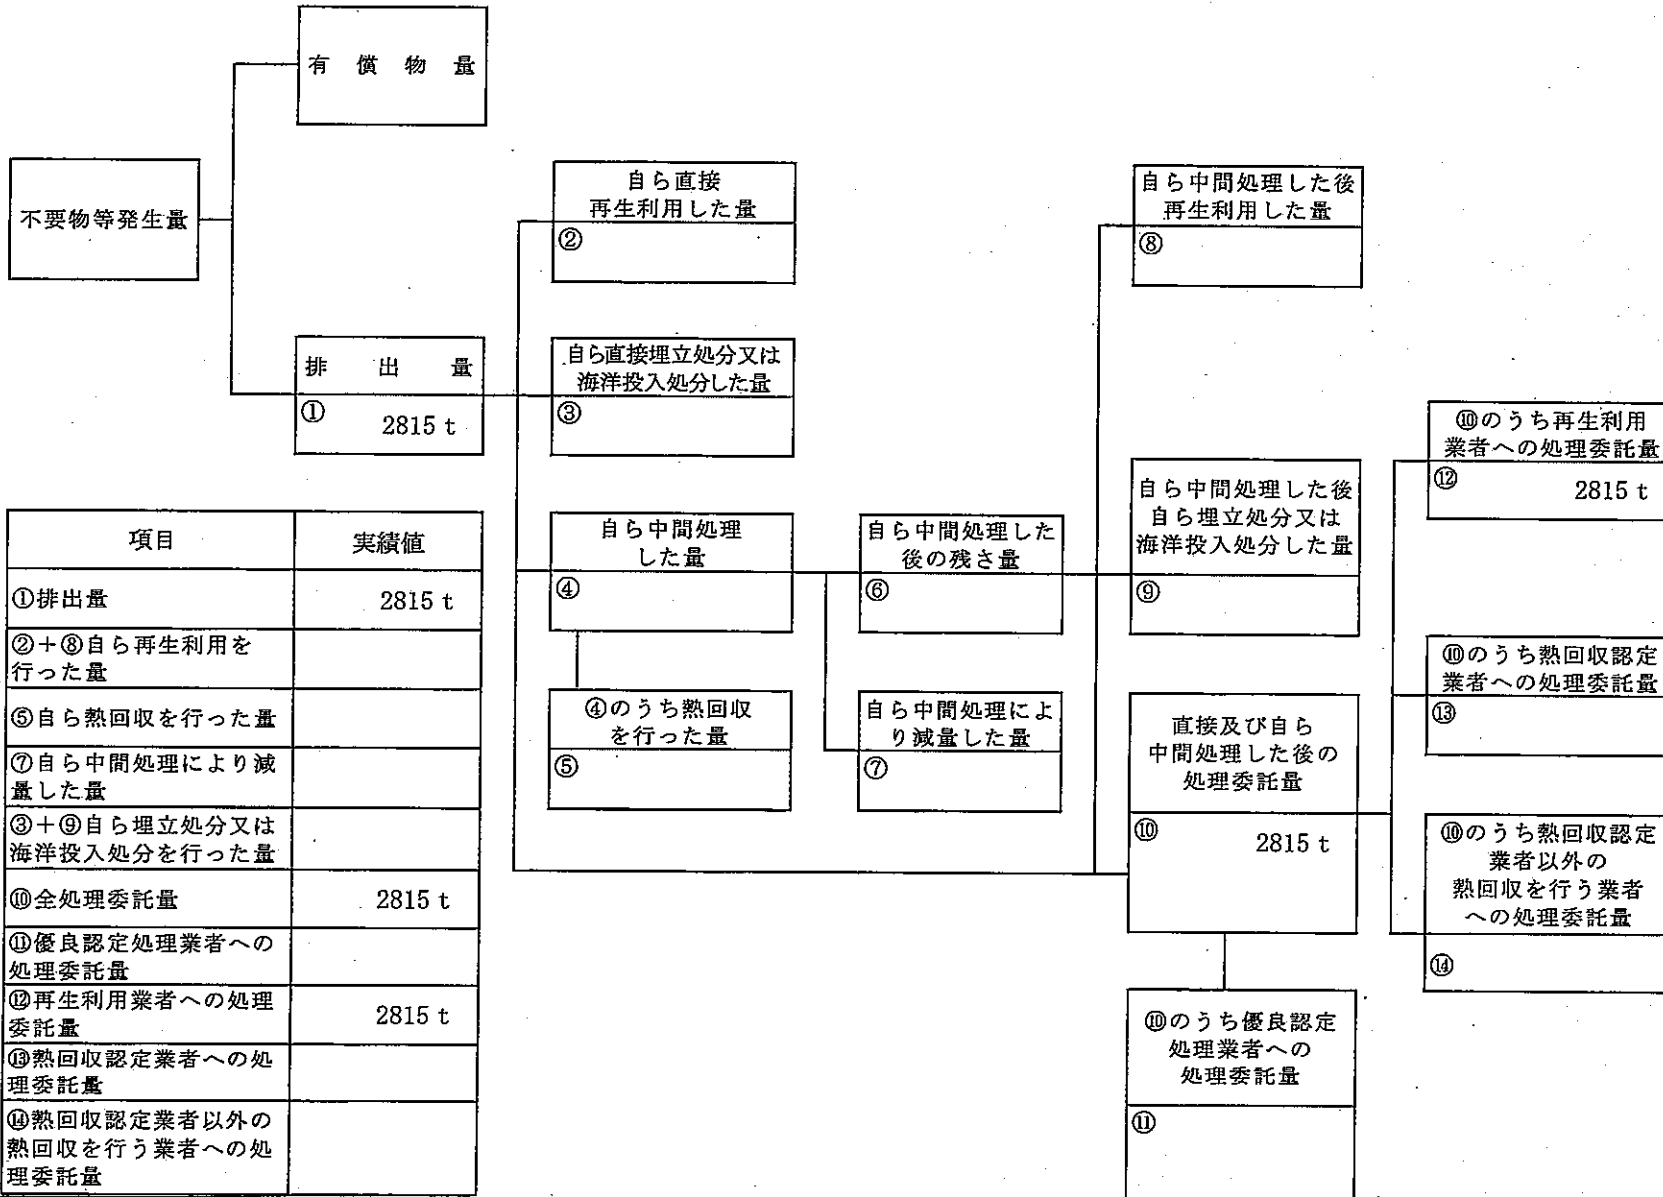 有償物量
不要物等発生量
排出量
①
2815 t
自ら直接
再生利用した量
②
自ら直接埋立処分又は
海洋投入処分した量
③
自ら中間処理
した量
④
④のうち熱回収
を行った量
⑤
自ら中間処理した
後の残さ量
⑥
自ら中間処理によ
り減量した量
⑦
自ら中間処理した後
再生利用した量
⑧
自ら中間処理した後
自ら埋立処分又は
海洋投入処分した量
⑨
直接及び自ら
中間処理した後の
処理委託量
⑩
2815 t
⑩のうち優良認定
処理業者への
処理委託量
⑪
⑩のうち再生利用
業者への処理委託量
⑫
2815 t
⑩のうち熱回収認定
業者への処理委託量
⑬
⑩のうち熱回収認定
業者以外の
熱回収を行う業者
への処理委託量
⑭
項目 実績値
①排出量 2815 t
②+⑧自ら再生利用を
行った量
⑤自ら熱回収を行った量
⑦自ら中間処理により減
量した量
③+⑨自ら埋立処分又は
海洋投入処分を行った量
⑩全処理委託量 2815 t
⑪優良認定処理業者への
処理委託量
⑫再生利用業者への処理
委託量 2815 t
⑬熱回収認定業者への処
理委託量
⑭熱回収認定業者以外の
熱回収を行う業者への処
理委託量